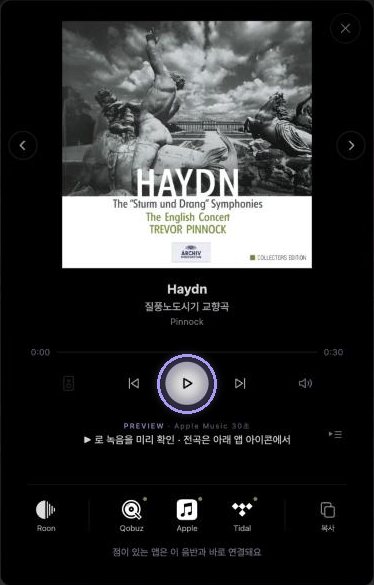 HAYDN
The "Sturm und Drang" Symphonies
The English Concert
TREVOR PINNOCK
ARCHIV
PRODUKTION
COLLECTORS EDITION
Haydn
질풍노도시기 교향곡
Pinnock
0:00
0:30
PREVIEW · Apple Music 30초
▶ 로 녹음을 미리 확인 · 전곡은 아래 앱 아이콘에서
Roon
Qobuz
Apple
Tidal
복사
점이 있는 앱은 이 음반과 바로 연결돼요